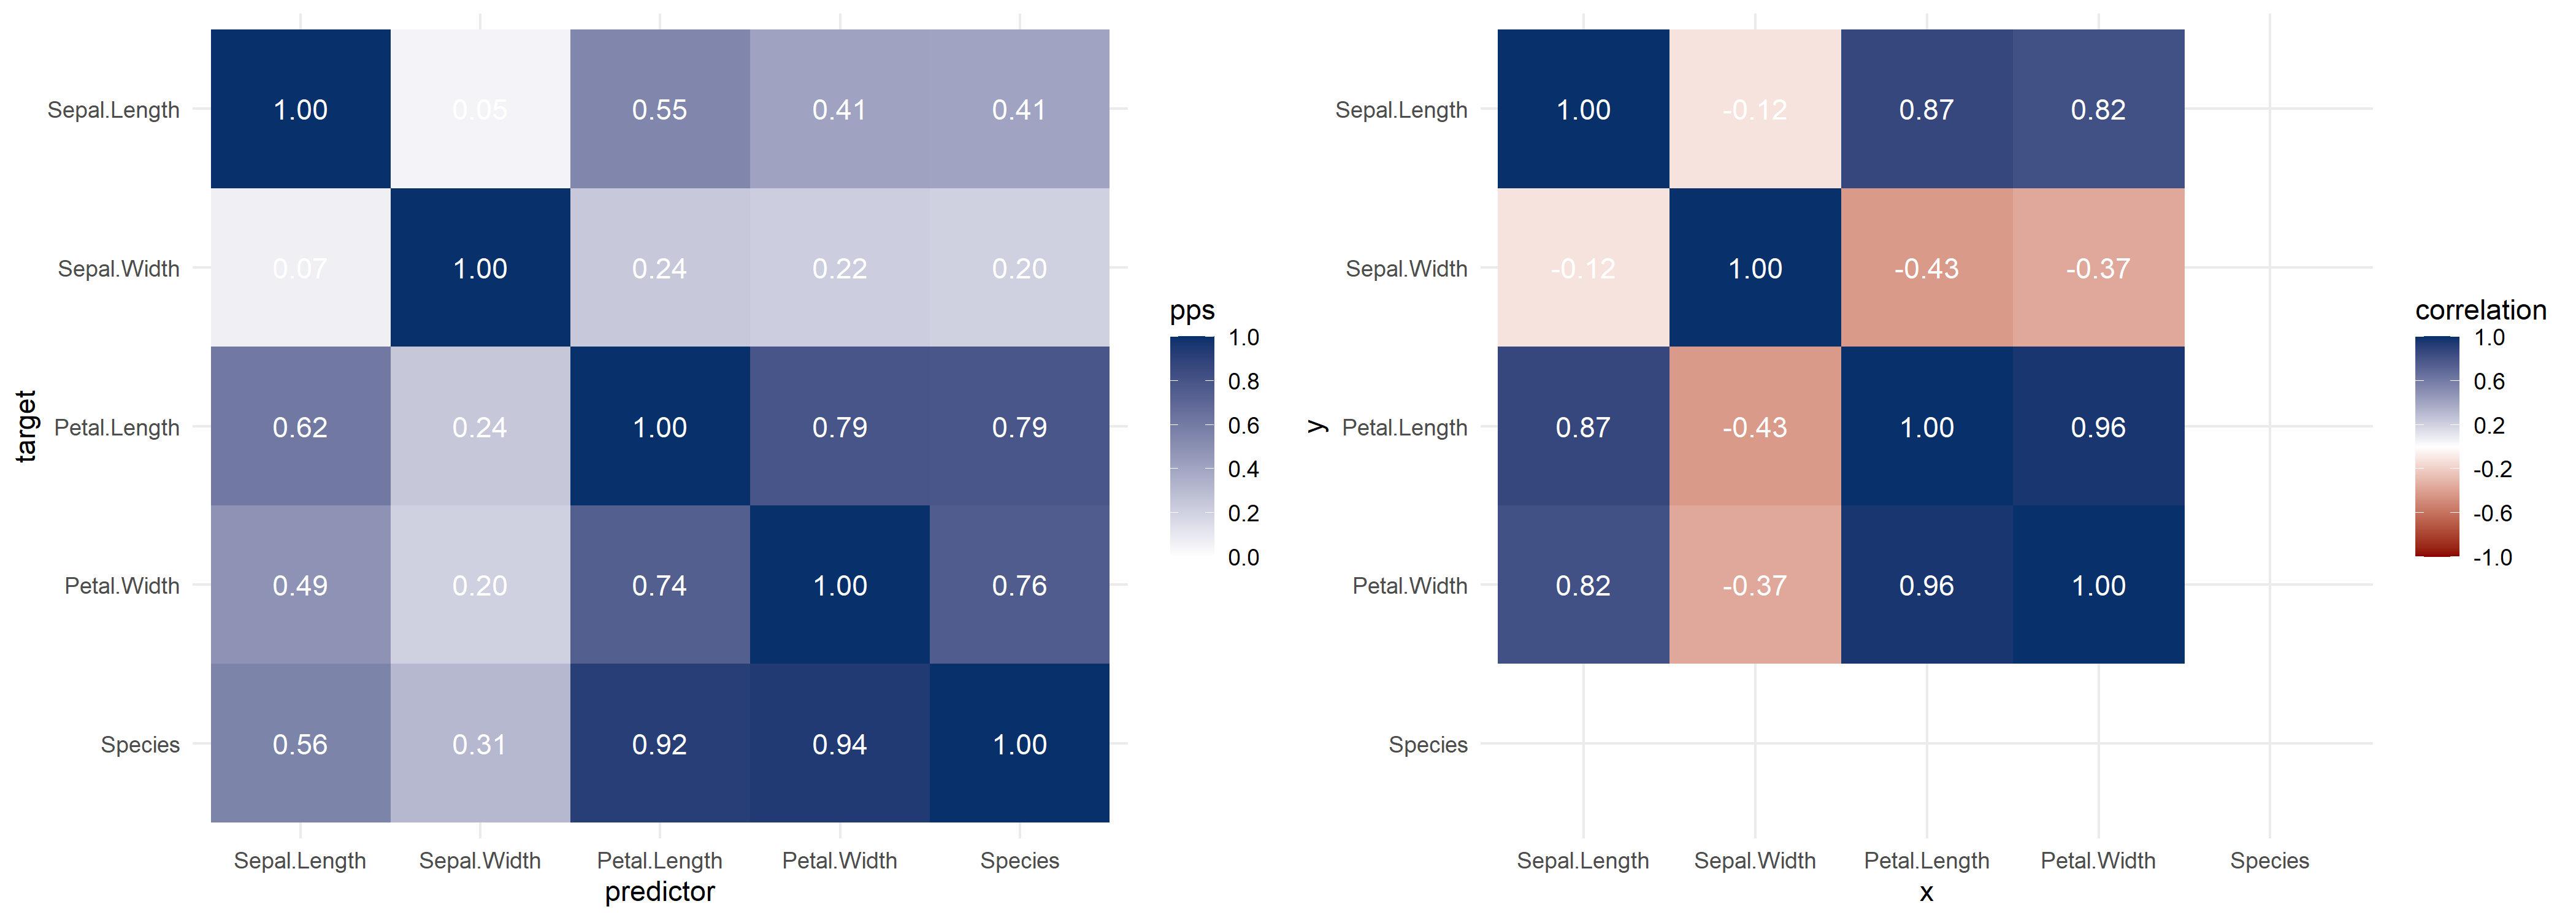 Sepal.Length 1.00 0.05 0.55 0.41 0.41
Sepal.Width 0.07 1.00 0.24 0.22 0.20
Petal.Length 0.62 0.24 1.00 0.79 0.79
Petal.Width 0.49 0.20 0.74 1.00 0.76
Species 0.56 0.31 0.92 0.94 1.00
Sepal.Length Sepal.Width Petal.Length Petal.Width Species
predictor
target
pps
1.0
0.8
0.6
0.4
0.2
0.0
Sepal.Length 1.00 -0.12 0.87 0.82
Sepal.Width -0.12 1.00 -0.43 -0.37
Petal.Length 0.87 -0.43 1.00 0.96
Petal.Width 0.82 -0.37 0.96 1.00
Species
Sepal.Length Sepal.Width Petal.Length Petal.Width Species
x
y
correlation
1.0
0.6
0.2
-0.2
-0.6
-1.0